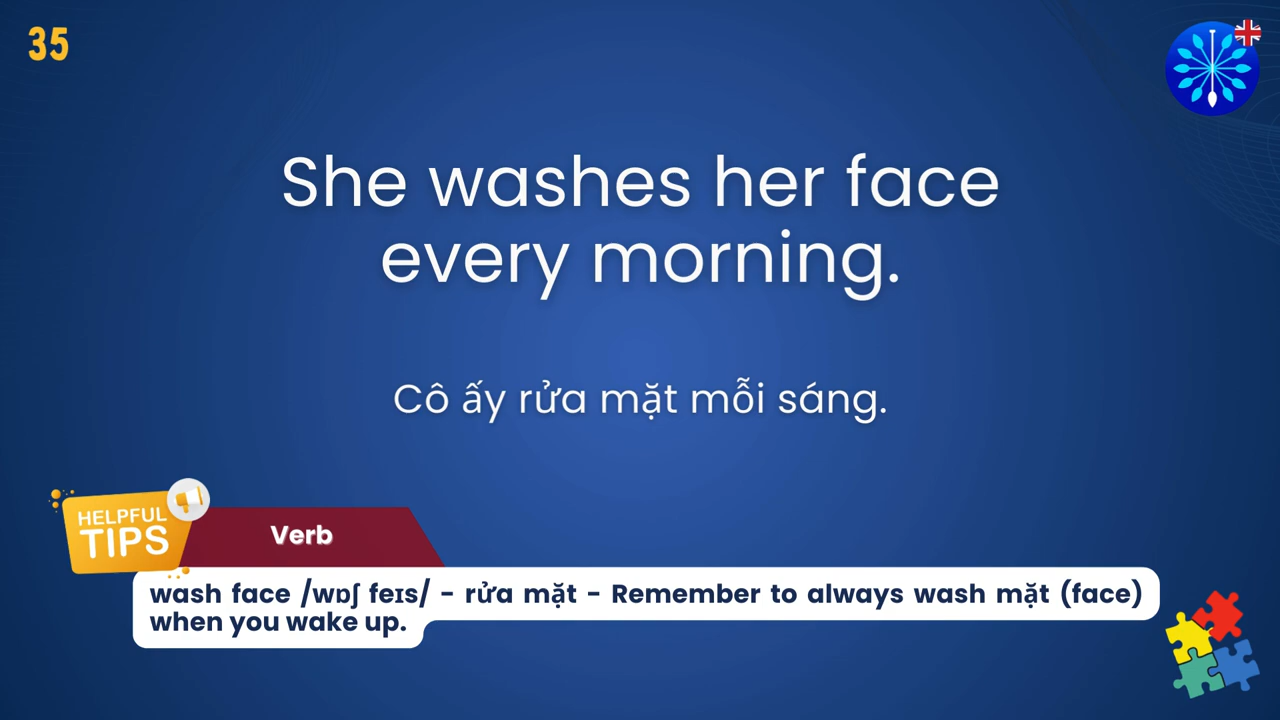 35
She washes her face
every morning.
Cô ấy rửa mặt mỗi sáng.
HELPFUL
TIPS
Verb
wash face /wɒʃ feɪs/ - rửa mặt - Remember to always wash mặt (face)
when you wake up.